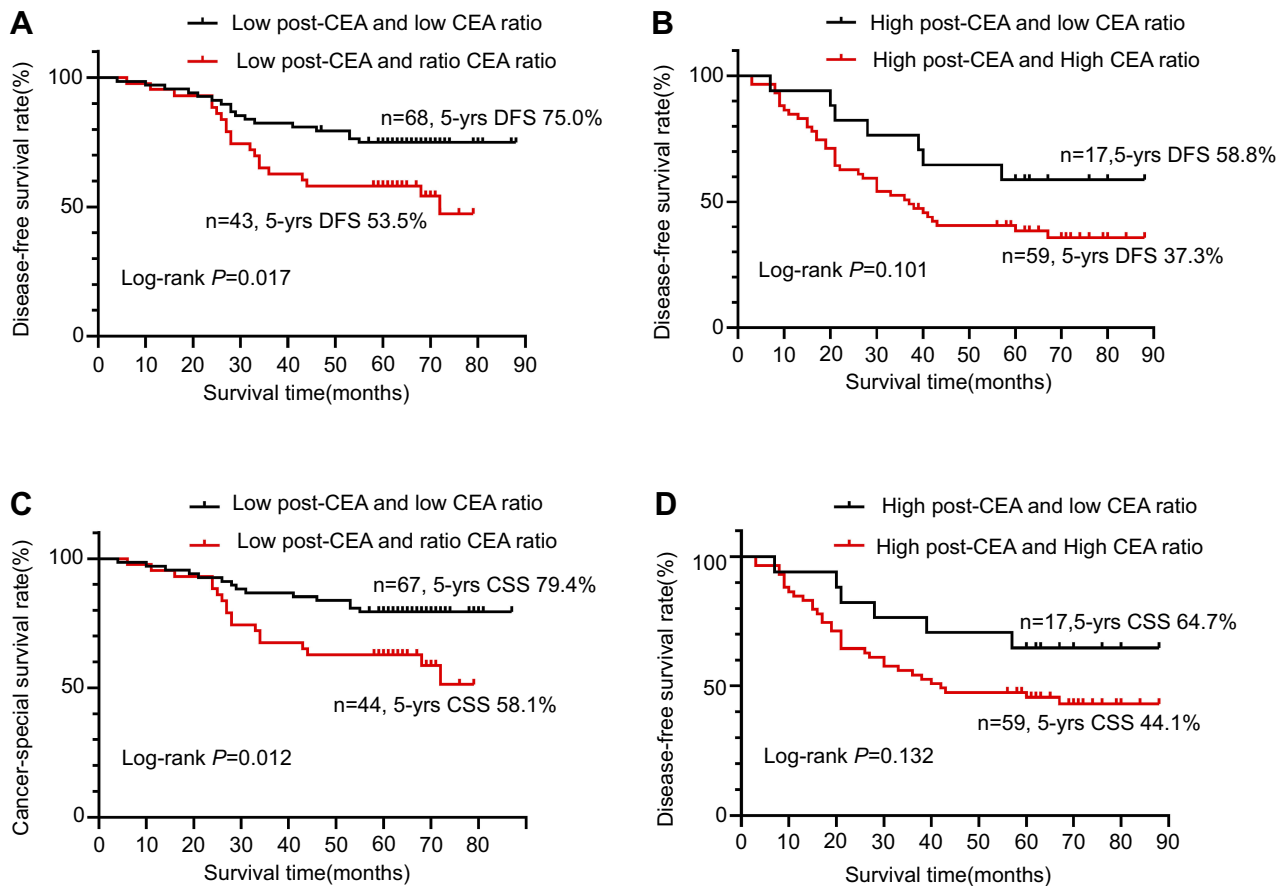 A
Low post-CEA and low CEA ratio
Low post-CEA and ratio CEA ratio
Disease-free survival rate(%)
100
50
0
n=68, 5-yrs DFS 75.0%
n=43, 5-yrs DFS 53.5%
Log-rank P=0.017
0 10 20 30 40 50 60 70 80 90
Survival time(months)
B
High post-CEA and low CEA ratio
High post-CEA and High CEA ratio
Disease-free survival rate(%)
100
50
0
n=17,5-yrs DFS 58.8%
n=59, 5-yrs DFS 37.3%
Log-rank P=0.101
0 10 20 30 40 50 60 70 80 90
Survival time(months)
C
Low post-CEA and low CEA ratio
Low post-CEA and ratio CEA ratio
Cancer-special survival rate(%)
100
50
0
n=67, 5-yrs CSS 79.4%
n=44, 5-yrs CSS 58.1%
Log-rank P=0.012
0 10 20 30 40 50 60 70 80
Survival time(months)
D
High post-CEA and low CEA ratio
High post-CEA and High CEA ratio
Disease-free survival rate(%)
100
50
0
n=17,5-yrs CSS 64.7%
n=59, 5-yrs CSS 44.1%
Log-rank P=0.132
0 10 20 30 40 50 60 70 80 90
Survival time(months)